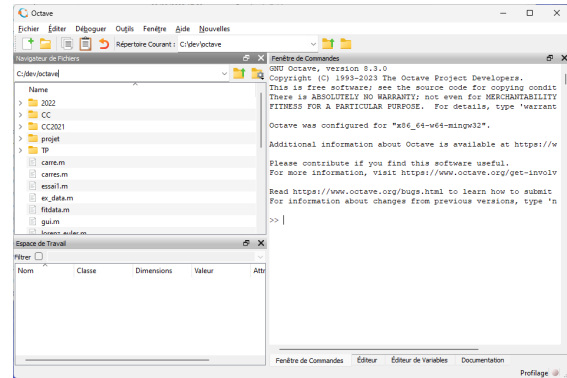 Octave
Fichier Éditer Déboguer Outils Fenêtre Aide Nouvelles
Répertoire Courant : C:\dev\octave
Navigateur de Fichiers
C:/dev/octave
Name
2022
CC
CC2021
projet
TP
carre.m
carres.m
essai1.m
ex_data.m
fitdata.m
gui.m
lorenz_euler.m
Espace de Travail
Filtrer
Nom Classe Dimensions Valeur Attr
Fenêtre de Commandes
GNU Octave, version 8.3.0
Copyright (C) 1993-2023 The Octave Project Developers.
This is free software; see the source code for copying condit
There is ABSOLUTELY NO WARRANTY; not even for MERCHANTABILITY
FITNESS FOR A PARTICULAR PURPOSE. For details, type 'warrant
Octave was configured for "x86_64-w64-mingw32".
Additional information about Octave is available at https://w
Please contribute if you find this software useful.
For more information, visit https://www.octave.org/get-involv
Read https://www.octave.org/bugs.html to learn how to submit
For information about changes from previous versions, type 'n
>>
Fenêtre de Commandes Éditeur Éditeur de Variables Documentation
Profilage